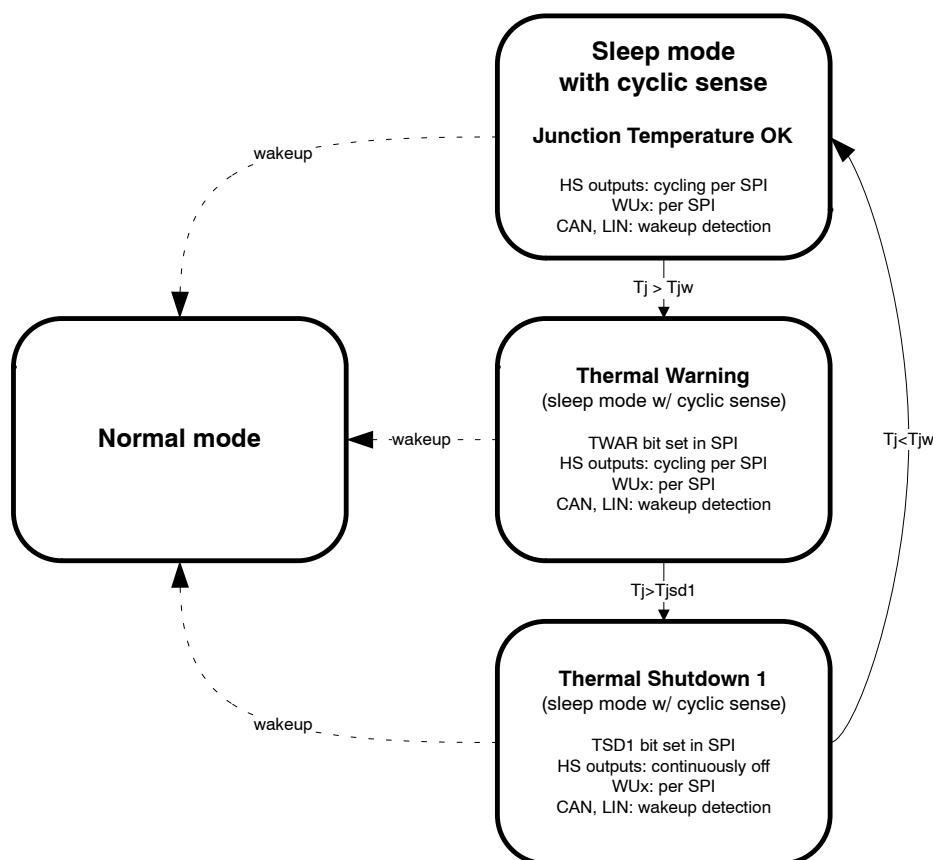 Sleep mode
with cyclic sense
Junction Temperature OK
HS outputs: cycling per SPI
WUx: per SPI
CAN, LIN: wakeup detection
wakeup
Tj > Tjw
Normal mode
wakeup
Thermal Warning
(sleep mode w/ cyclic sense)
TWAR bit set in SPI
HS outputs: cycling per SPI
WUx: per SPI
CAN, LIN: wakeup detection
Tj<Tjw
Tj>Tjsd1
Thermal Shutdown 1
(sleep mode w/ cyclic sense)
TSD1 bit set in SPI
HS outputs: continuously off
WUx: per SPI
CAN, LIN: wakeup detection
wakeup